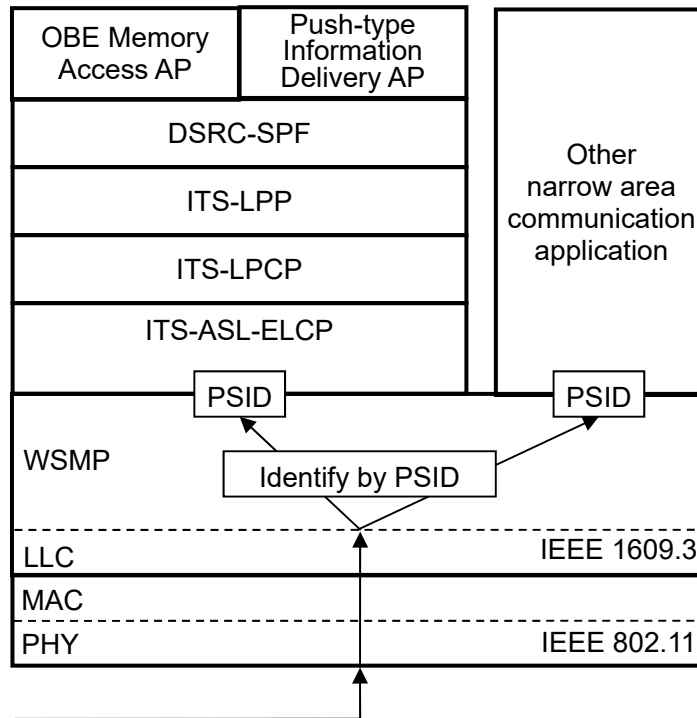 OBE Memory
Access AP
Push-type
Information
Delivery AP
DSRC-SPF
ITS-LPP
ITS-LPCP
ITS-ASL-ELCP
Other
narrow area
communication
application
PSID
PSID
WSMP
Identify by PSID
LLC
IEEE 1609.3
MAC
PHY
IEEE 802.11